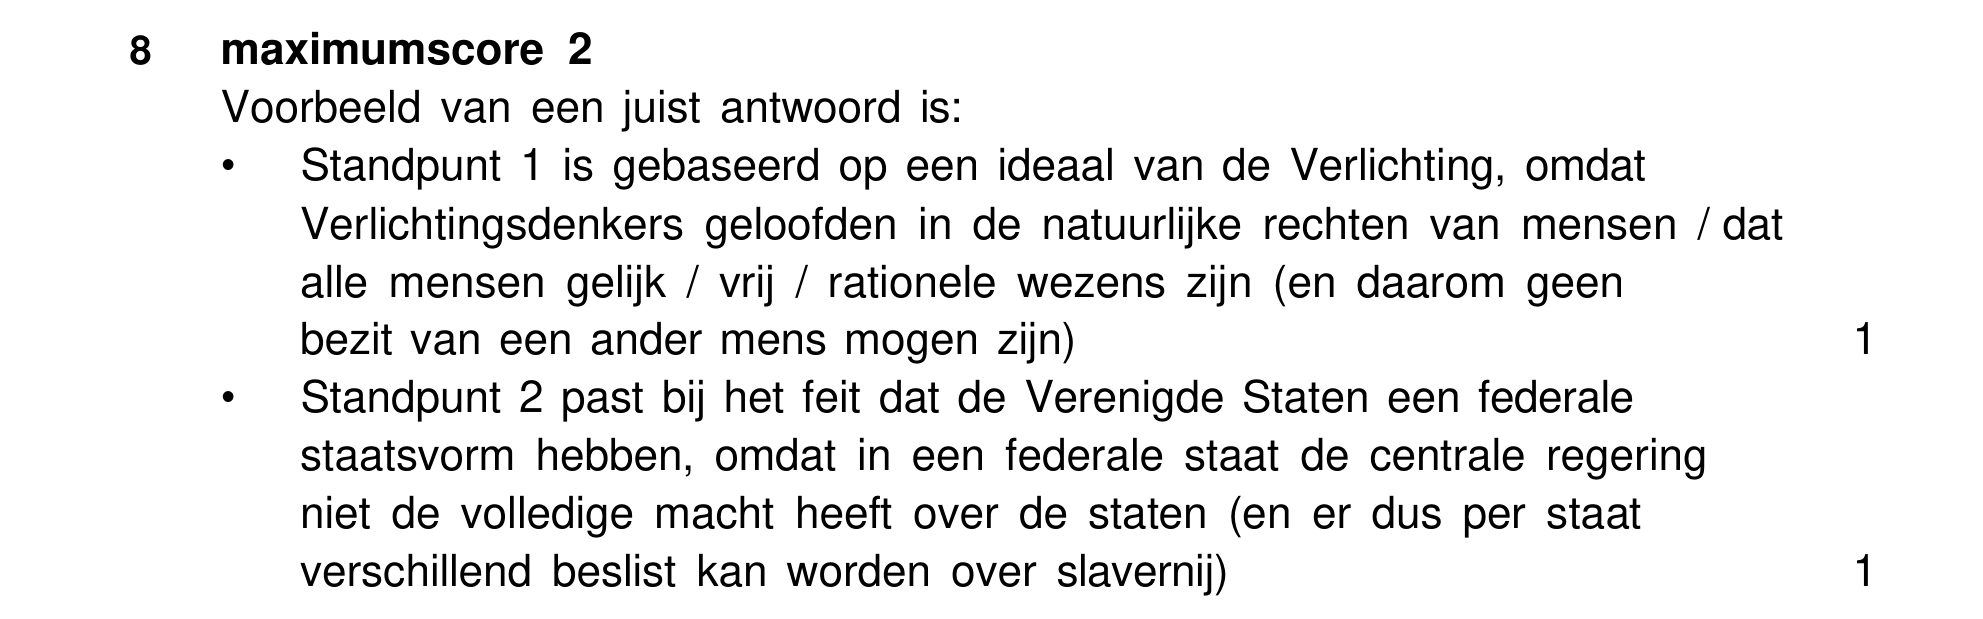 8 maximumscore 2
Voorbeeld van een juist antwoord is:
• Standpunt 1 is gebaseerd op een ideaal van de Verlichting, omdat
Verlichtingsdenkers geloofden in de natuurlijke rechten van mensen / dat
alle mensen gelijk / vrij / rationele wezens zijn (en daarom geen
bezit van een ander mens mogen zijn) 1
• Standpunt 2 past bij het feit dat de Verenigde Staten een federale
staatsvorm hebben, omdat in een federale staat de centrale regering
niet de volledige macht heeft over de staten (en er dus per staat
verschillend beslist kan worden over slavernij) 1